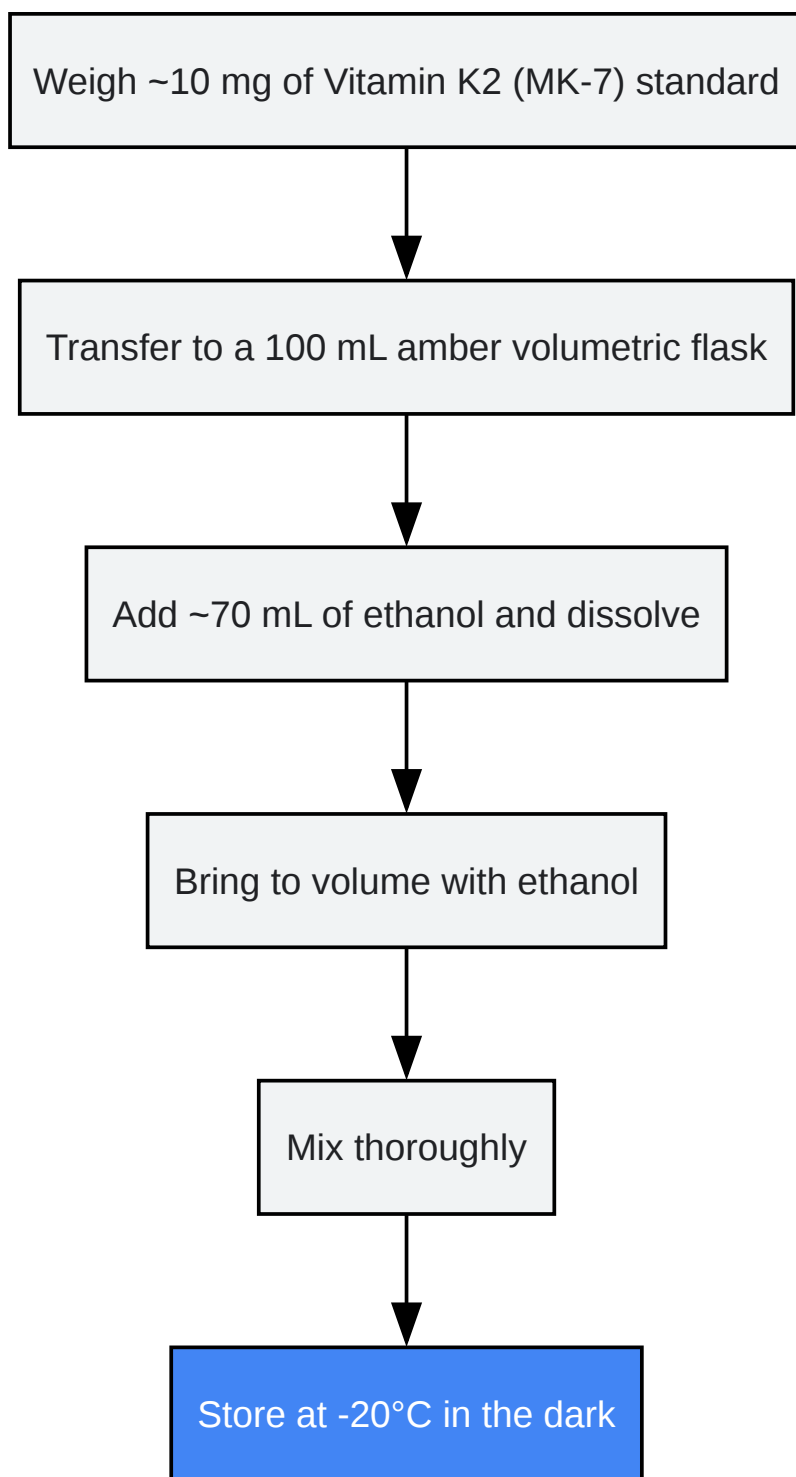 Weigh ~10 mg of Vitamin K2 (MK-7) standard
Transfer to a 100 mL amber volumetric flask
Add ~70 mL of ethanol and dissolve
Bring to volume with ethanol
Mix thoroughly
Store at -20°C in the dark